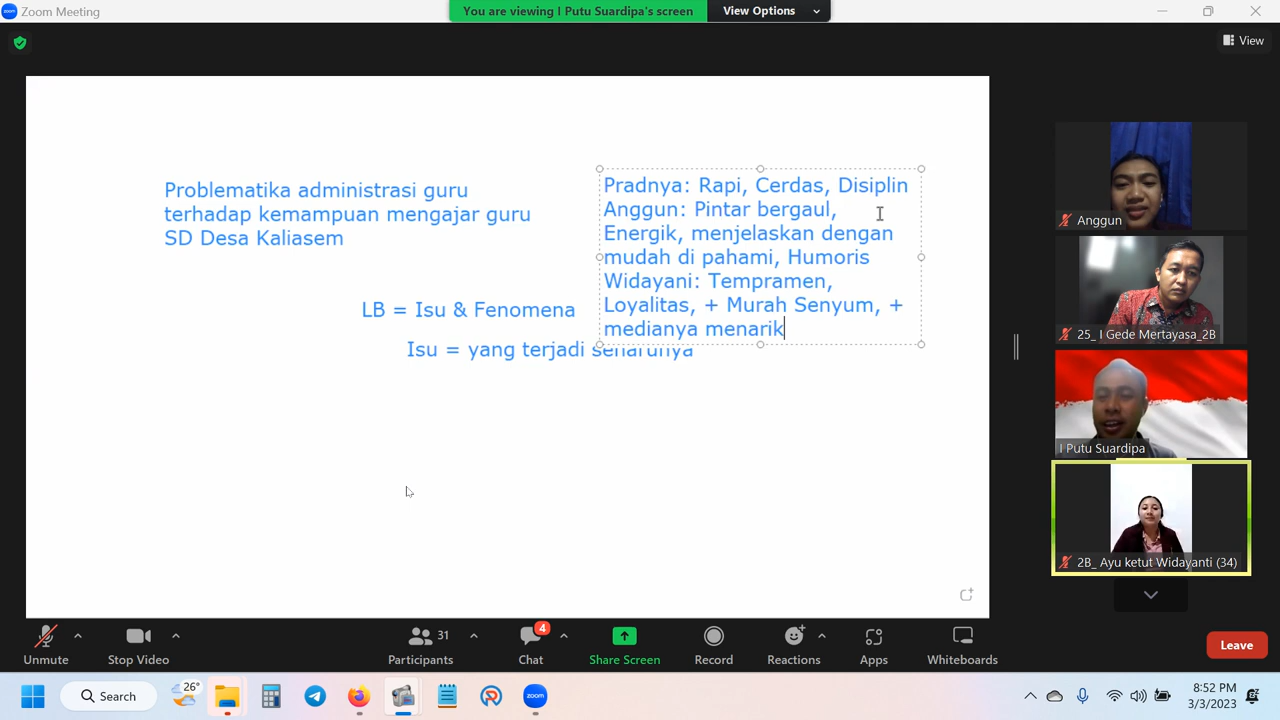 zoom Zoom Meeting
You are viewing I Putu Suardipa's screen
View Options
View
Problematika administrasi guru
terhadap kemampuan mengajar guru
SD Desa Kaliasem
Pradnya: Rapi, Cerdas, Disiplin
Anggun: Pintar bergaul,
Energik, menjelaskan dengan
mudah di pahami, Humoris
Widayani: Tempramen,
Loyalitas, + Murah Senyum, +
medianya menarik
LB = Isu & Fenomena
Isu = yang terjadi seharunya
Anggun
25_ I Gede Mertayasa_2B
I Putu Suardipa
2B_ Ayu ketut Widayanti (34)
Unmute
Stop Video
31
Participants
4
Chat
Share Screen
Record
Reactions
Apps
Whiteboards
Leave
Search
26°
zoom
8:52 PM
3/3/2023